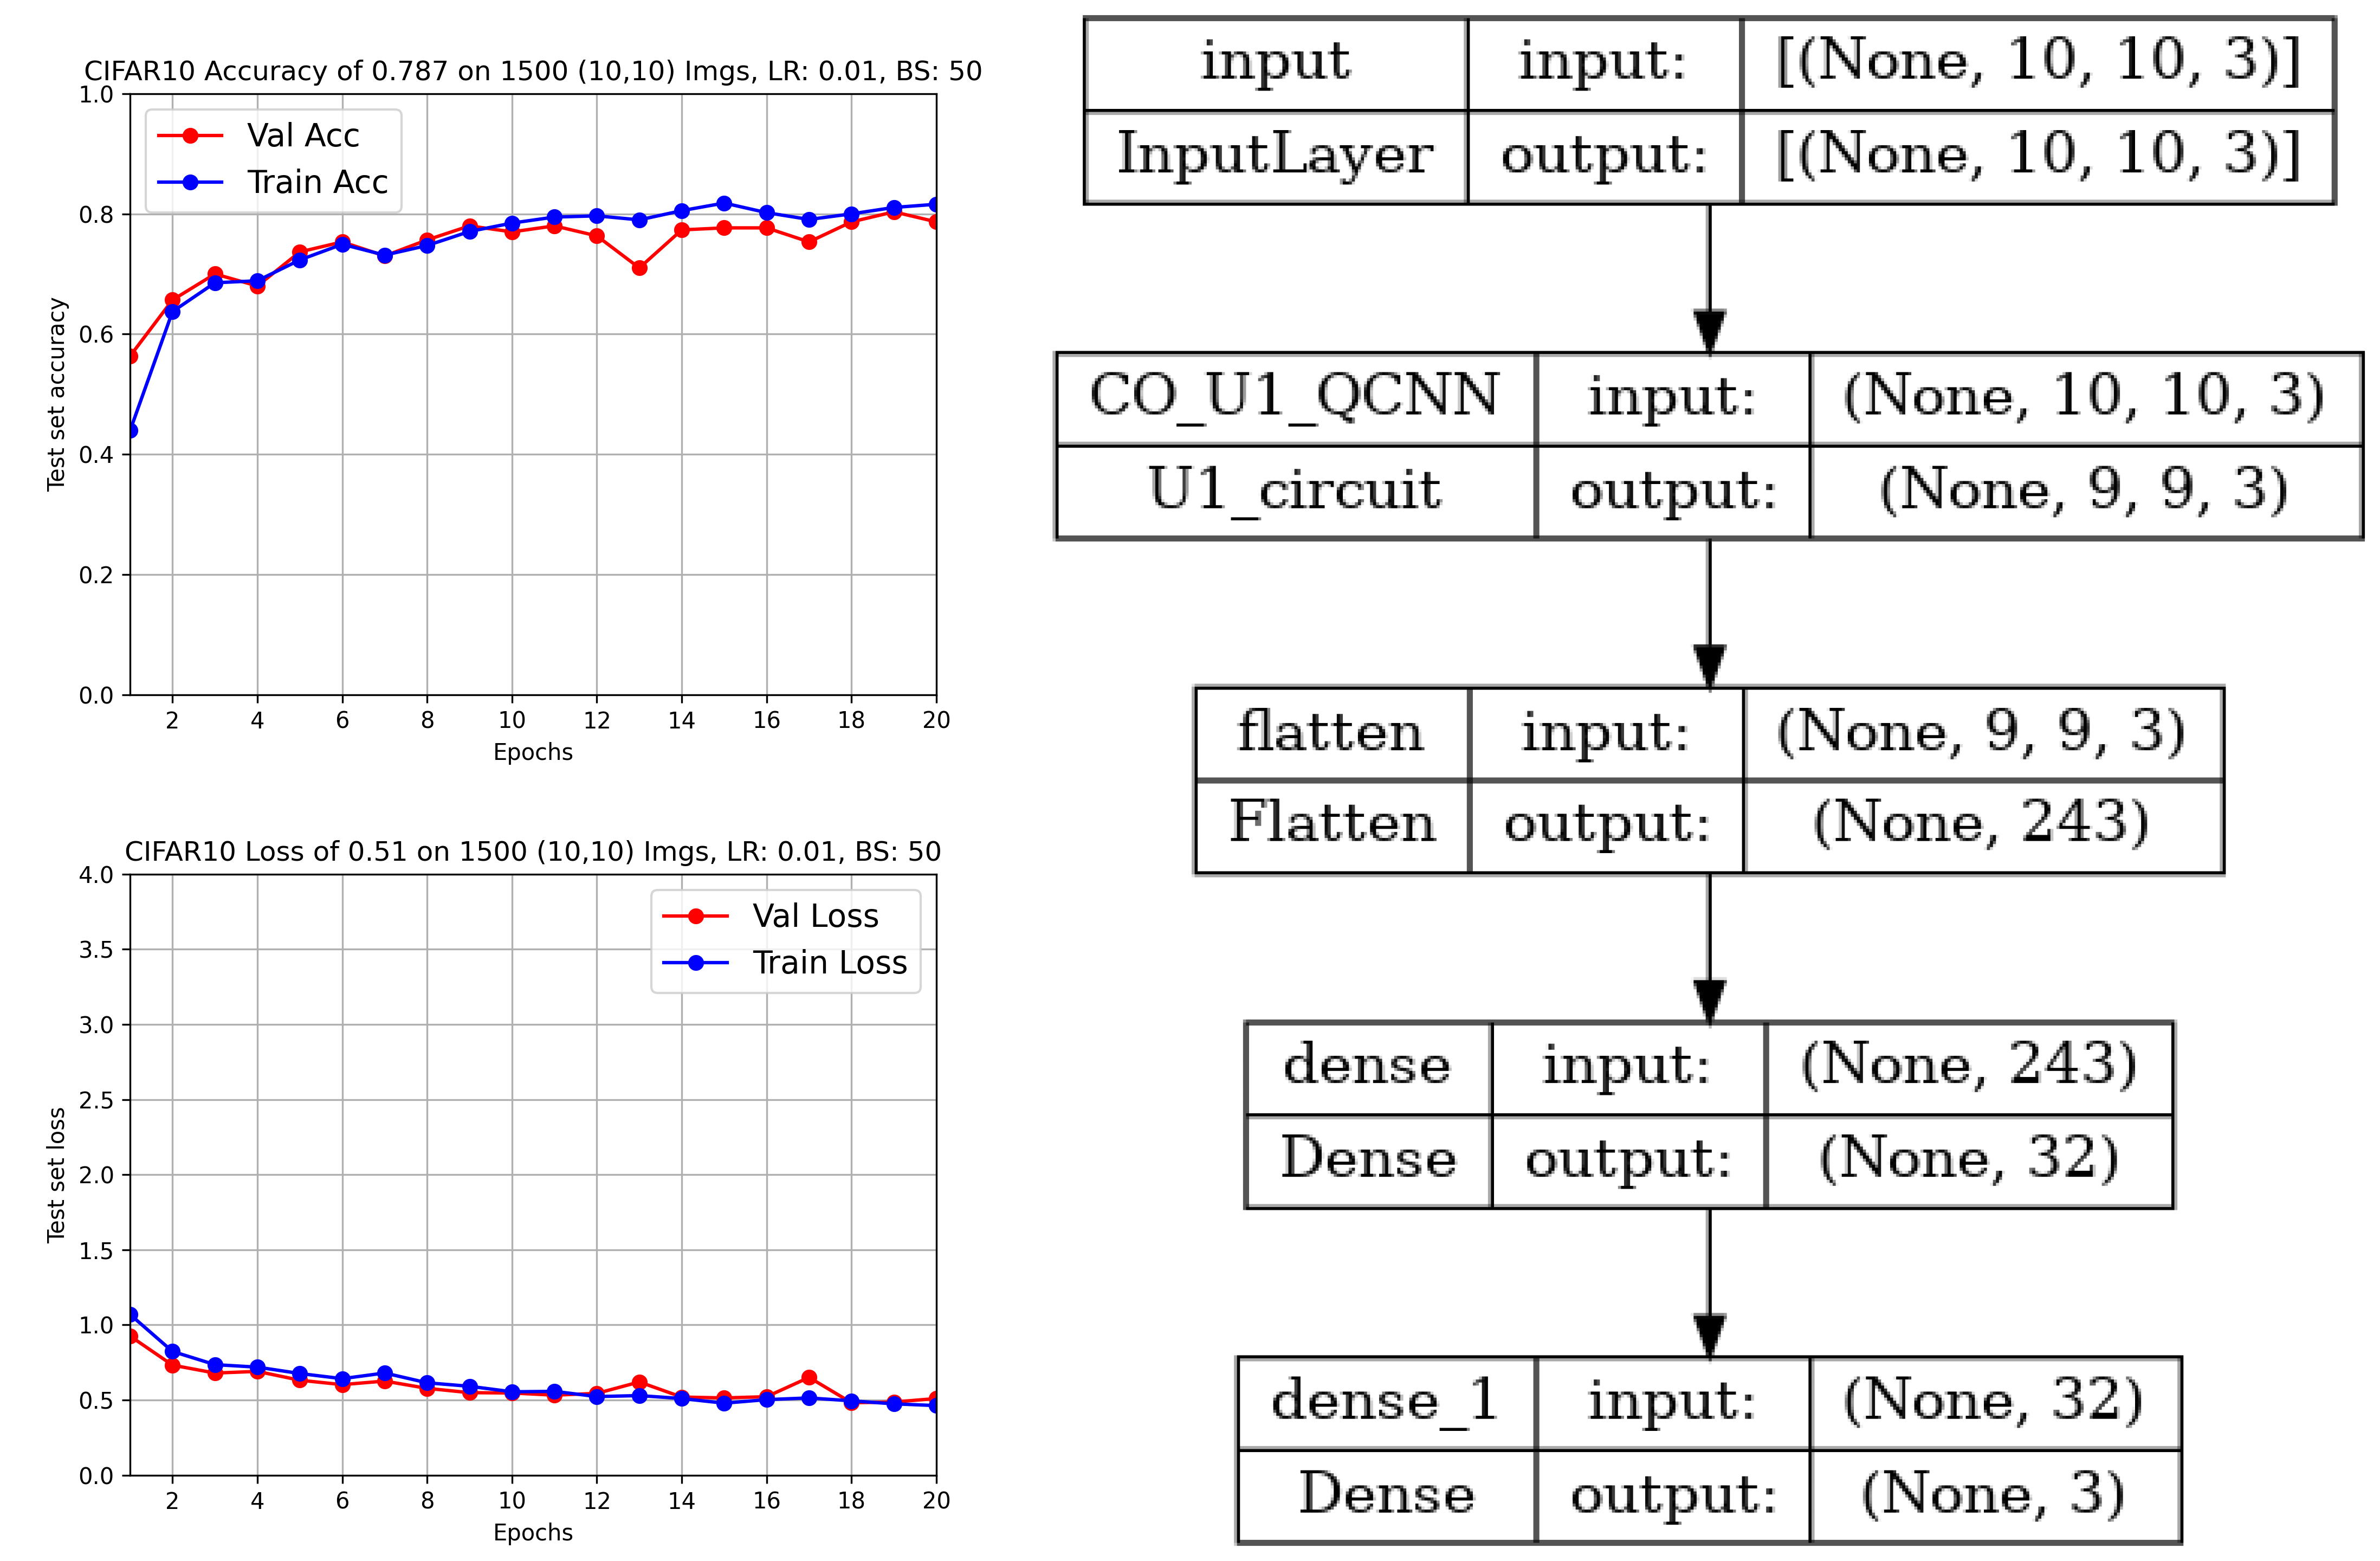 CIFAR10 Accuracy of 0.787 on 1500 (10,10) Imgs, LR: 0.01, BS: 50
1.0
0.8
0.6
0.4
0.2
0.0
Test set accuracy
Val Acc
Train Acc
2 4 6 8 10 12 14 16 18 20
Epochs
CIFAR10 Loss of 0.51 on 1500 (10,10) Imgs, LR: 0.01, BS: 50
4.0
3.5
3.0
2.5
2.0
1.5
1.0
0.5
0.0
Test set loss
Val Loss
Train Loss
2 4 6 8 10 12 14 16 18 20
Epochs
input input: [(None, 10, 10, 3)]
InputLayer output: [(None, 10, 10, 3)]
CO_U1_QCNN input: (None, 10, 10, 3)
U1_circuit output: (None, 9, 9, 3)
flatten input: (None, 9, 9, 3)
Flatten output: (None, 243)
dense input: (None, 243)
Dense output: (None, 32)
dense_1 input: (None, 32)
Dense output: (None, 3)